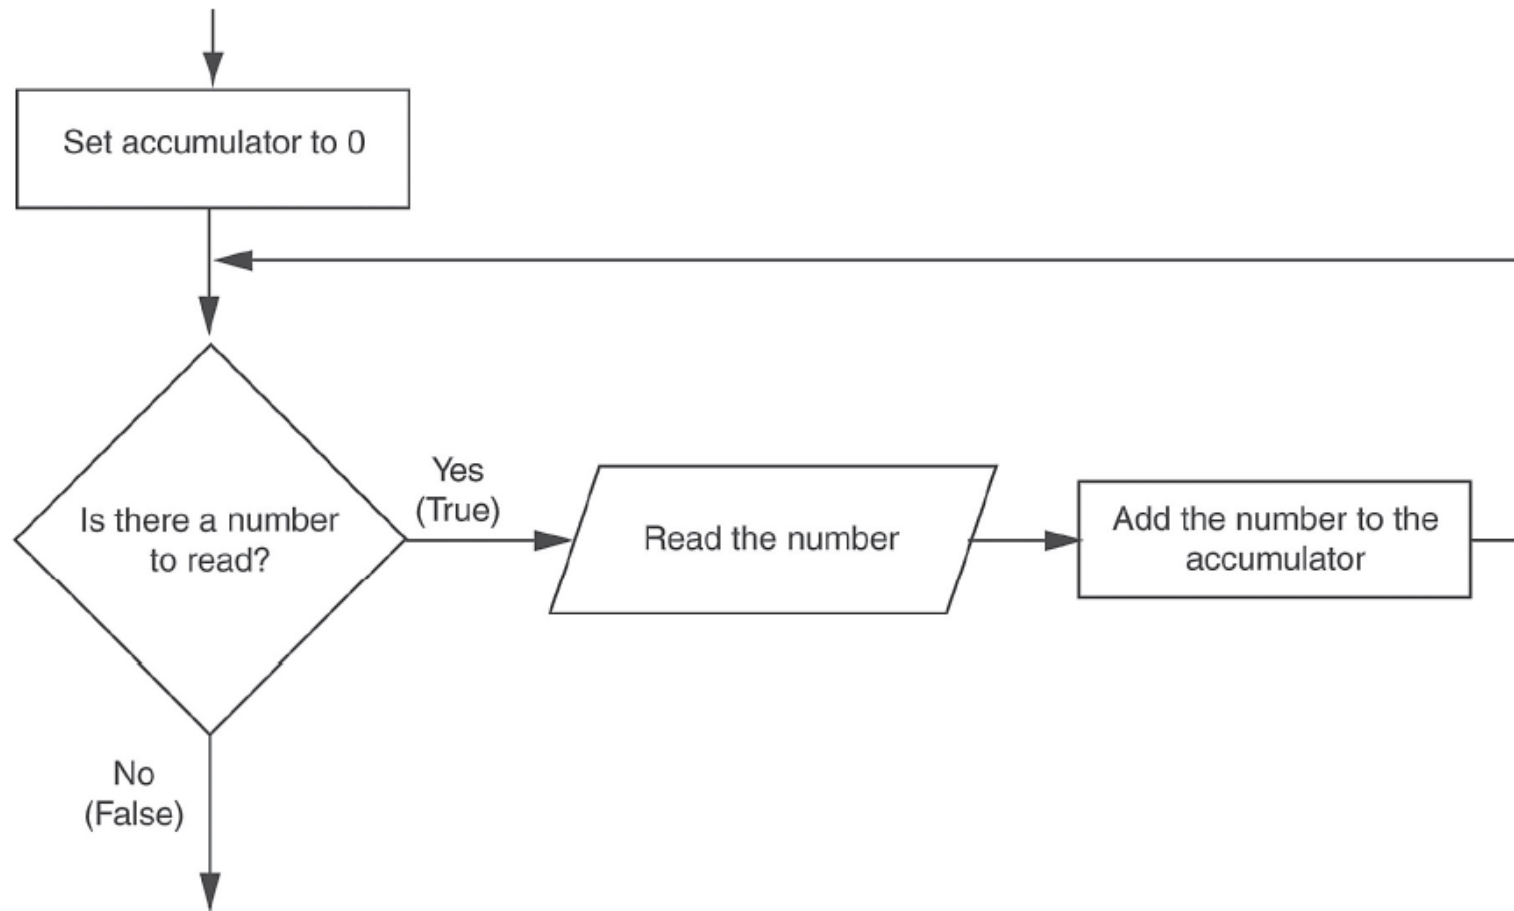 Set accumulator to 0
Is there a number
to read?
Yes
(True)
Read the number
Add the number to the
accumulator
No
(False)